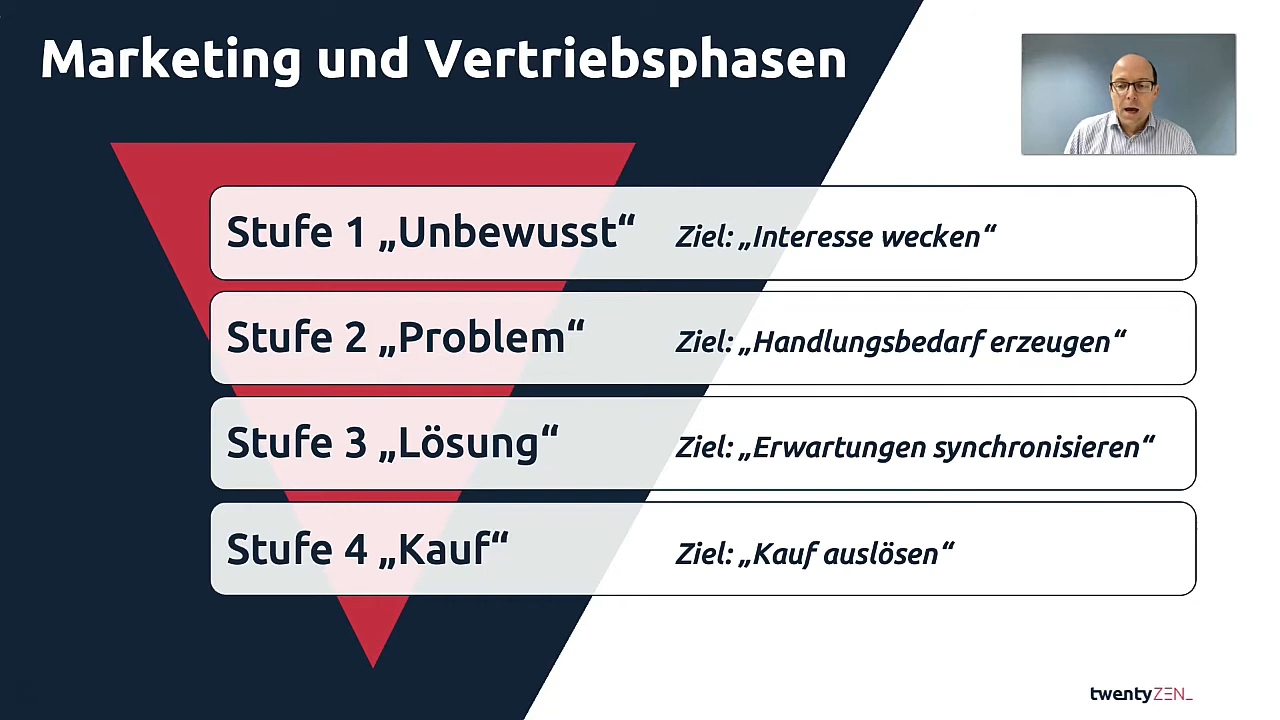 Marketing und Vertriebsphasen
Stufe 1 „Unbewusst“ Ziel: „Interesse wecken“
Stufe 2 „Problem“ Ziel: „Handlungsbedarf erzeugen“
Stufe 3 „Lösung“ Ziel: „Erwartungen synchronisieren“
Stufe 4 „Kauf“ Ziel: „Kauf auslösen“
twentyZEN_